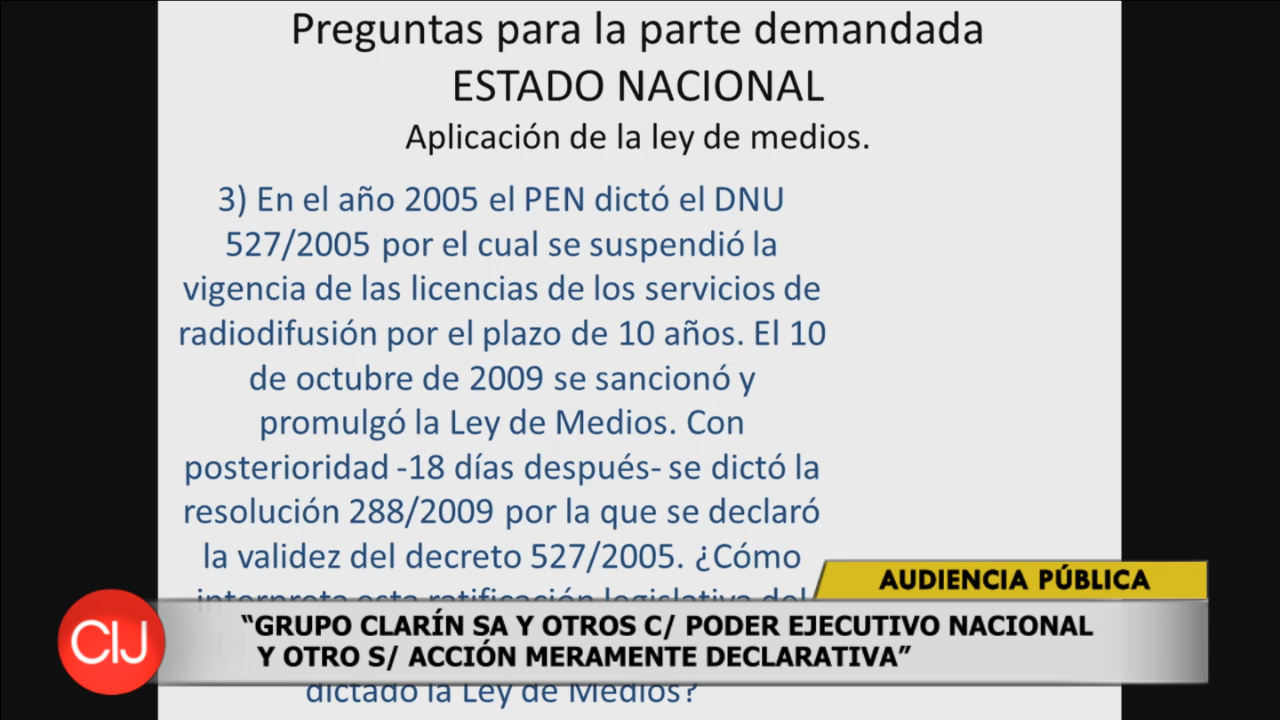 Preguntas para la parte demandada
ESTADO NACIONAL
Aplicación de la ley de medios.
3) En el año 2005 el PEN dictó el DNU
527/2005 por el cual se suspendió la
vigencia de las licencias de los servicios de
radiodifusión por el plazo de 10 años. El 10
de octubre de 2009 se sancionó y
promulgó la Ley de Medios. Con
posterioridad -18 días después- se dictó la
resolución 288/2009 por la que se declaró
la validez del decreto 527/2005. ¿Cómo
interpreta esta ratificación legislativa del
dictado la Ley de Medios?
AUDIENCIA PÚBLICA
CIJ
“GRUPO CLARÍN SA Y OTROS C/ PODER EJECUTIVO NACIONAL
Y OTRO S/ ACCIÓN MERAMENTE DECLARATIVA”